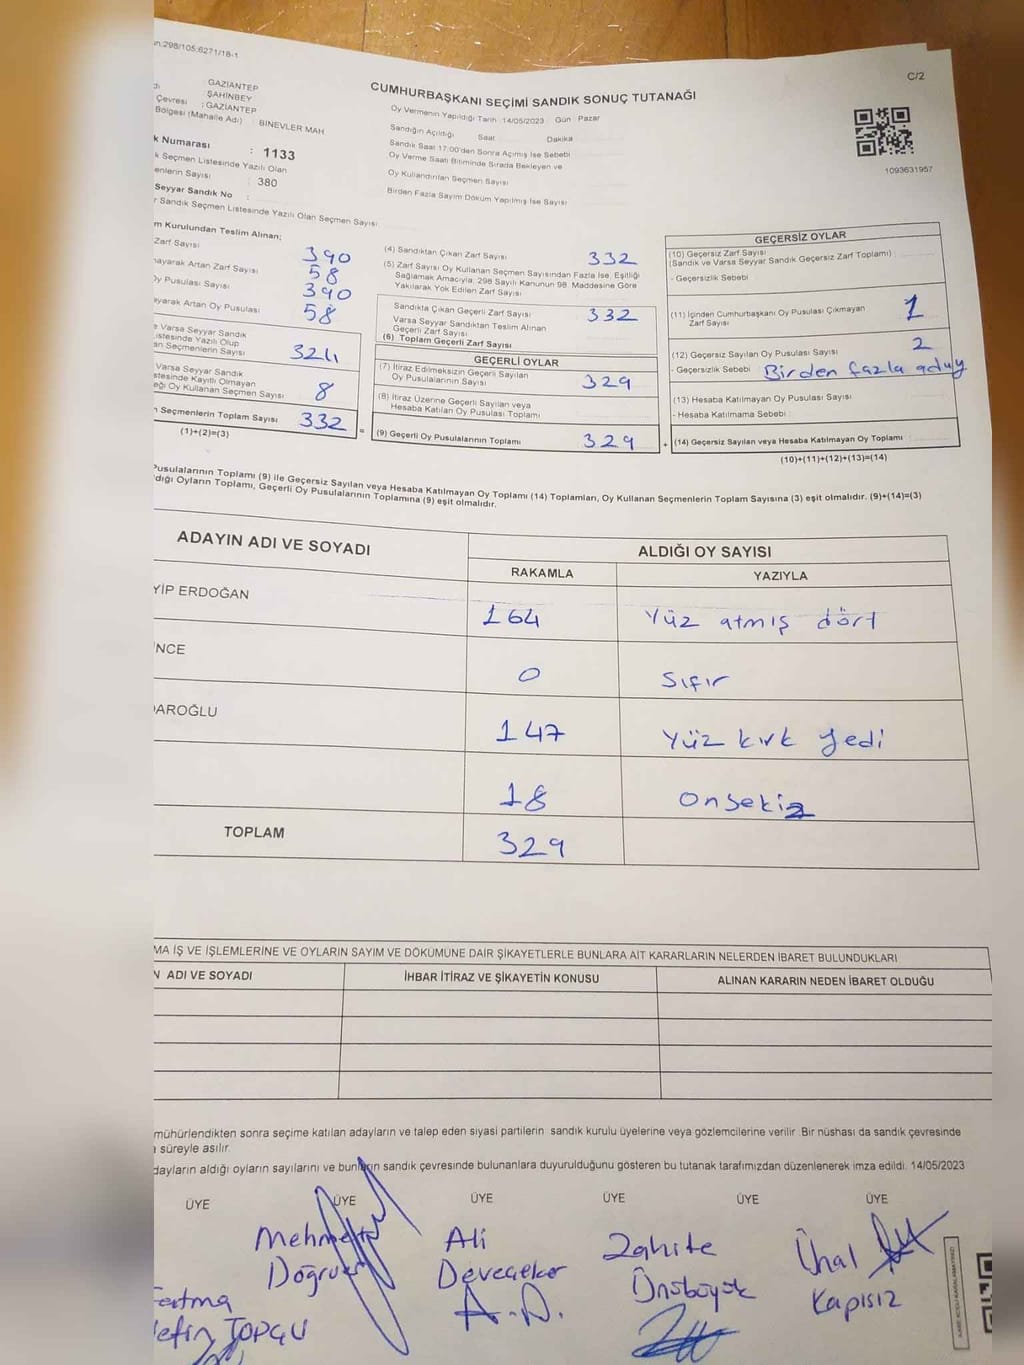 298/105;6271/18-1
C/2
: GAZİANTEP
: ŞAHİNBEY
Çevresi : GAZİANTEP
Bölgesi (Mahalle Adı) : BİNEVLER MAH
CUMHURBAŞKANI SEÇİMİ SANDIK SONUÇ TUTANAĞI
Oy Vermenin Yapıldığı Tarih :14/05/2023 Gün Pazar
Sandığın Açıldığı Saat Dakika
Sandık Saat 17:00'den Sonra Açımış İse Sebebi
Oy Verme Saati Bitiminde Sırada Bekleyen ve
Oy Kullandırılan Seçmen Sayısı
Birden Fazla Sayım Döküm Yapılmış İse Sayısı
1093631957
k Numarası : 1133
k Seçmen Listesinde Yazılı Olan
enlerin Sayısı : 380
Seyyar Sandık No :
r Sandık Seçmen Listesinde Yazılı Olan Seçmen Sayısı
m Kurulundan Teslim Alınan;
Zarf Sayısı 390
ayarak Artan Zarf Sayısı 58
y Pusulası Sayısı 390
ayarak Artan Oy Pusulası 58
Varsa Seyyar Sandık
istesinde Yazılı Olup
an Seçmenlerin Sayısı 324
Varsa Seyyar Sandık
stesinde Kayıtlı Olmayan
eği Oy Kullanan Seçmen Sayısı 8
n Seçmenlerin Toplam Sayısı 332
(1)+(2)=(3)
(4) Sandıktan Çıkan Zarf Sayısı 332
(5) Zarf Sayısı Oy Kullanan Seçmen Sayısından Fazla İse, Eşitliği
Sağlamak Amacıyla; 298 Sayılı Kanunun 98. Maddesine Göre
Yakılarak Yok Edilen Zarf Sayısı
Sandıkta Çıkan Geçerli Zarf Sayısı 332
Varsa Seyyar Sandıktan Teslim Alınan
Geçerli Zarf Sayısı
(6) Toplam Geçerli Zarf Sayısı
GEÇERLİ OYLAR
(7) İtiraz Edilmeksizin Geçerli Sayılan
Oy Pusulalarının Sayısı 329
(8) İtiraz Üzerine Geçerli Sayılan veya
Hesaba Katılan Oy Pusulası Toplamı
= (9) Geçerli Oy Pusulalarının Toplamı 329
GEÇERSİZ OYLAR
(10) Geçersiz Zarf Sayısı
(Sandık ve Varsa Seyyar Sandık Geçersiz Zarf Toplamı)
- Geçersizlik Sebebi
(11) İçinden Cumhurbaşkanı Oy Pusulası Çıkmayan
Zarf Sayısı 1
(12) Geçersiz Sayılan Oy Pusulası Sayısı 2
- Geçersizlik Sebebi Birden fazla aduy
(13) Hesaba Katılmayan Oy Pusulası Sayısı
- Hesaba Katılmama Sebebi
+ (14) Geçersiz Sayılan veya Hesaba Katılmayan Oy Toplamı
(10)+(11)+(12)+(13)=(14)
Pusulalarının Toplamı (9) ile Geçersiz Sayılan veya Hesaba Katılmayan Oy Toplamı (14) Toplamları, Oy Kullanan Seçmenlerin Toplam Sayısına (3) eşit olmalıdır. (9)+(14)=(3)
dığı Oyların Toplamı, Geçerli Oy Pusulalarının Toplamına (9) eşit olmalıdır.
ADAYIN ADI VE SOYADI ALDIĞI OY SAYISI
RAKAMLA YAZIYLA
YİP ERDOĞAN 164 Yüz atmış dört
NCE 0 Sıfır
DAROĞLU 147 Yüz kırk yedi
18 Onsekiz
TOPLAM 329
MA İŞ VE İŞLEMLERİNE VE OYLARIN SAYIM VE DÖKÜMÜNE DAİR ŞİKAYETLERLE BUNLARA AİT KARARLARIN NELERDEN İBARET BULUNDUKLARI
N ADI VE SOYADI İHBAR İTİRAZ VE ŞİKAYETİN KONUSU ALINAN KARARIN NEDEN İBARET OLDUĞU
mühürlendikten sonra seçime katılan adayların ve talep eden siyasi partilerin sandık kurulu üyelerine veya gözlemcilerine verilir. Bir nüshası da sandık çevresinde
süreyle asılır.
dayların aldığı oyların sayılarını ve bunların sandık çevresinde bulunanlara duyurulduğunu gösteren bu tutanak tarafımızdan düzenlenerek imza edildi. 14/05/2023
ÜYE ÜYE ÜYE ÜYE ÜYE ÜYE
Mehmet Ali Zahite Ünal
Doğruer Deveceker Ünsböyük Kapısız
Fatma A.D.
TOPÇU